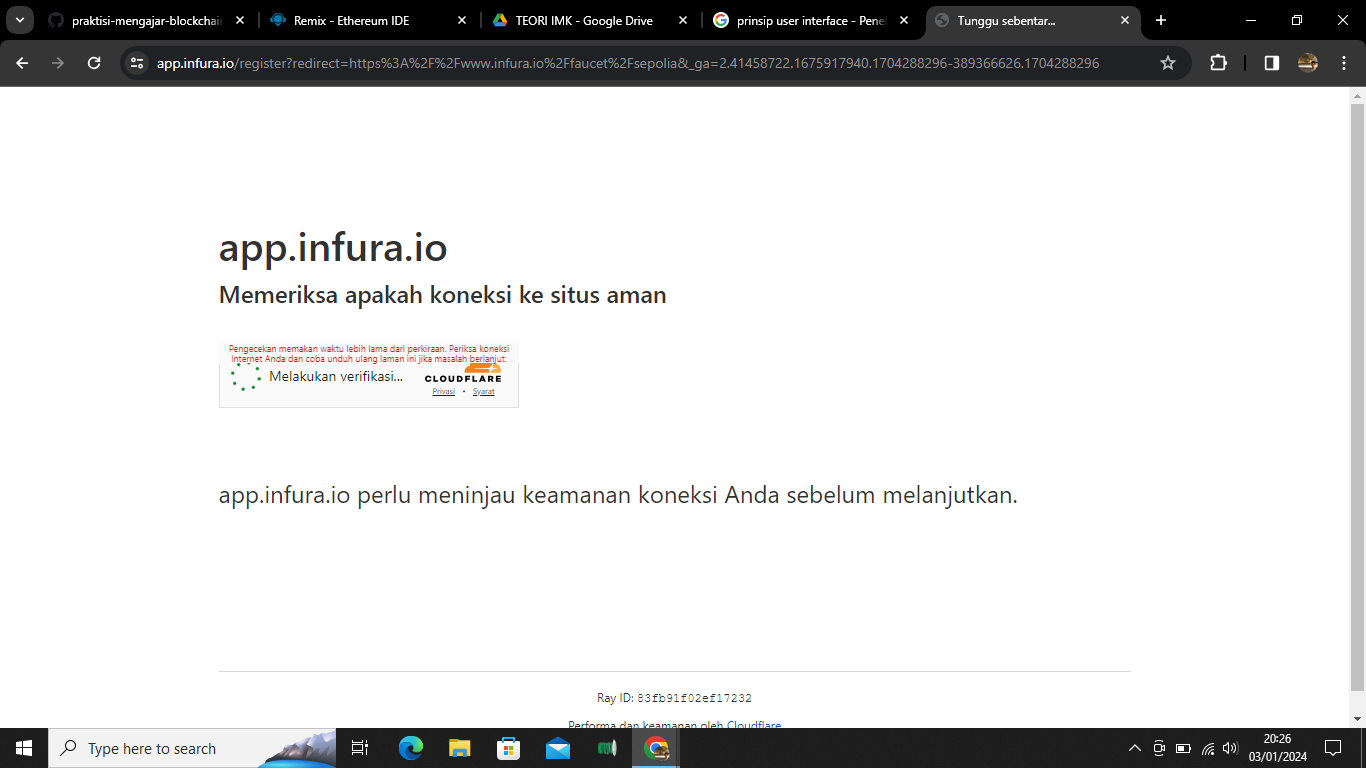 praktisi-mengajar-blockchain
Remix - Ethereum IDE
TEORI IMK - Google Drive
prinsip user interface - Penel
Tunggu sebentar...
app.infura.io/register?redirect=https%3A%2F%2Fwww.infura.io%2Ffaucet%2Fsepolia&_ga=2.41458722.1675917940.1704288296-389366626.1704288296
app.infura.io
Memeriksa apakah koneksi ke situs aman
Pengecekan memakan waktu lebih lama dari perkiraan. Periksa koneksi
Internet Anda dan coba unduh ulang laman ini jika masalah berlanjut.
Melakukan verifikasi...
CLOUDFLARE
Privasi • Syarat
app.infura.io perlu meninjau keamanan koneksi Anda sebelum melanjutkan.
Ray ID: 83fb91f02ef17232
Performa dan keamanan oleh Cloudflare
Type here to search
20:26
03/01/2024